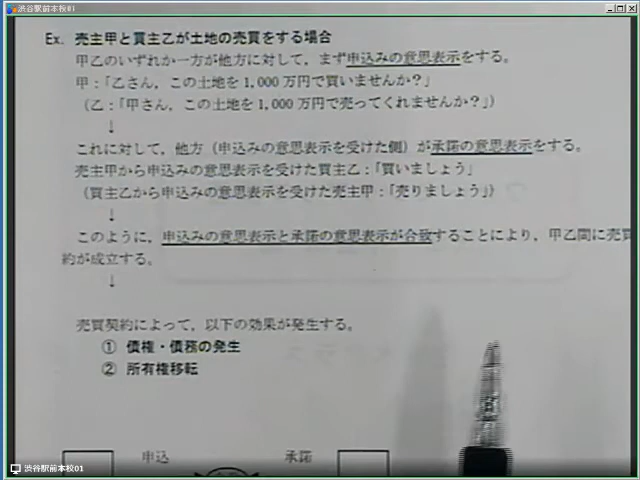 渋谷駅前本校01
Ex. 売主甲と買主乙が土地の売買をする場合
甲乙のいずれか一方が他方に対して，まず申込みの意思表示をする。
甲：「乙さん，この土地を 1,000 万円で買いませんか？」
（乙：「甲さん，この土地を 1,000 万円で売ってくれませんか？」）
↓
これに対して，他方（申込みの意思表示を受けた側）が承諾の意思表示をする。
売主甲から申込みの意思表示を受けた買主乙：「買いましょう」
（買主乙から申込みの意思表示を受けた売主甲：「売りましょう」）
↓
このように，申込みの意思表示と承諾の意思表示が合致することにより，甲乙間に売買
約が成立する。
↓
売買契約によって，以下の効果が発生する。
① 債権・債務の発生
② 所有権移転
申込 承諾
渋谷駅前本校01